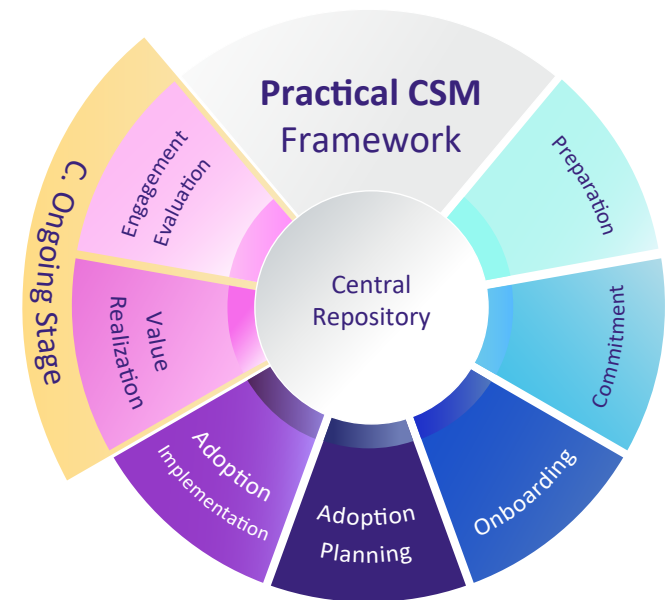 Practical CSM
Framework
Preparation
Commitment
Onboarding
Adoption
Planning
Adoption
Implementation
Value
Realization
Engagement
Evaluation
C. Ongoing Stage
Central
Repository